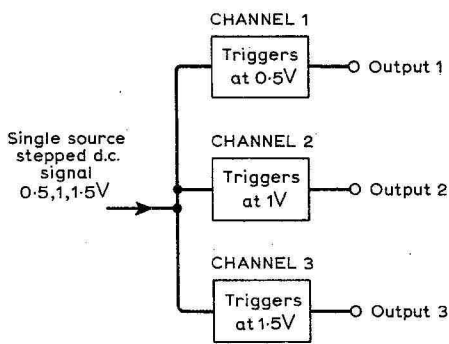 CHANNEL 1
Triggers
at 0·5V
Output 1
Single source
stepped d.c.
signal
0·5,1,1·5V
CHANNEL 2
Triggers
at 1V
Output 2
CHANNEL 3
Triggers
at 1·5V
Output 3